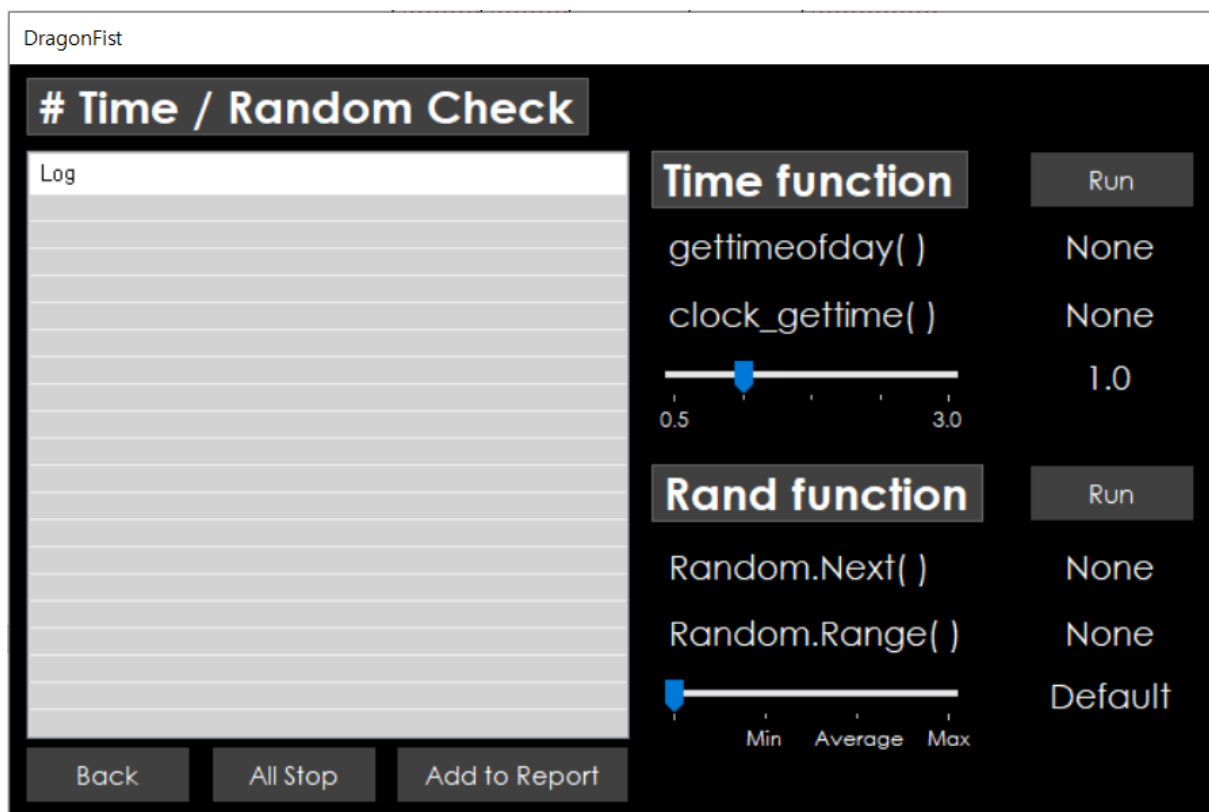 DragonFist
# Time / Random Check
Log
Time function
Run
gettimeofday( )
None
clock_gettime( )
None
1.0
0.5
3.0
Rand function
Run
Random.Next( )
None
Random.Range( )
None
Default
Min
Average
Max
Back
All Stop
Add to Report